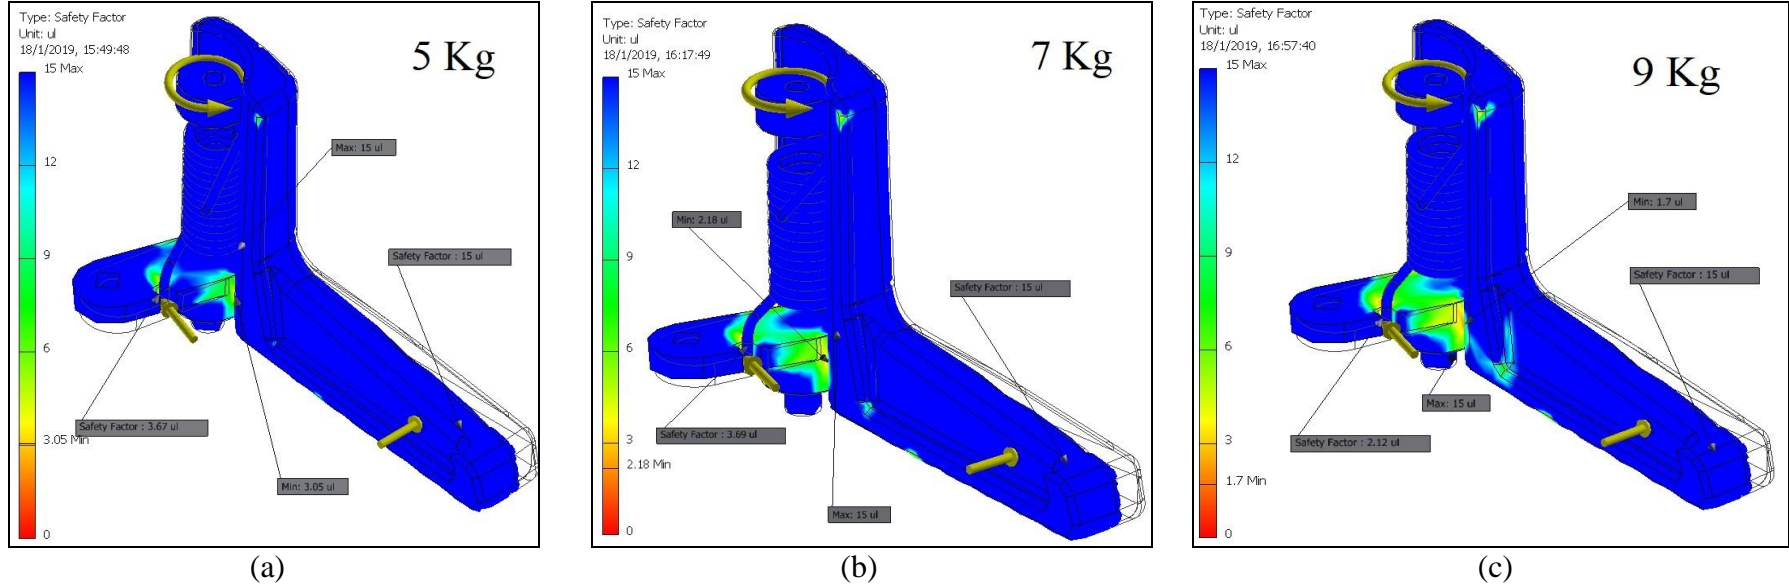 Type: Safety Factor
Unit: ul
18/1/2019, 15:49:48
15 Max
12
9
6
3.05 Min
0
5 Kg
Max: 15 ul
Safety Factor : 15 ul
Safety Factor : 3.67 ul
Min: 3.05 ul
(a)
Type: Safety Factor
Unit: ul
18/1/2019, 16:17:49
15 Max
12
9
6
3
2.18 Min
0
7 Kg
Min: 2.18 ul
Safety Factor : 15 ul
Safety Factor : 3.69 ul
Max: 15 ul
(b)
Type: Safety Factor
Unit: ul
18/1/2019, 16:57:40
15 Max
12
9
6
3
1.7 Min
0
9 Kg
Min: 1.7 ul
Safety Factor : 15 ul
Max: 15 ul
Safety Factor : 2.12 ul
(c)